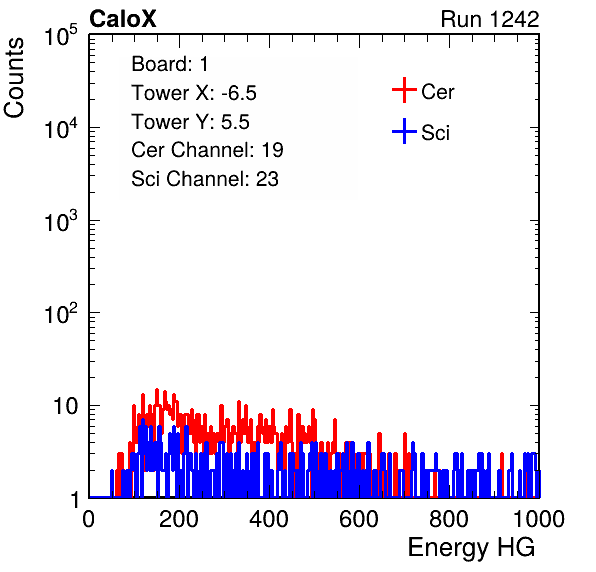 CaloX Run 1242
Board: 1
Tower X: -6.5
Tower Y: 5.5
Cer Channel: 19
Sci Channel: 23
Cer
Sci
Counts
10^5
10^4
10^3
10^2
10
1
0 200 400 600 800 1000
Energy HG